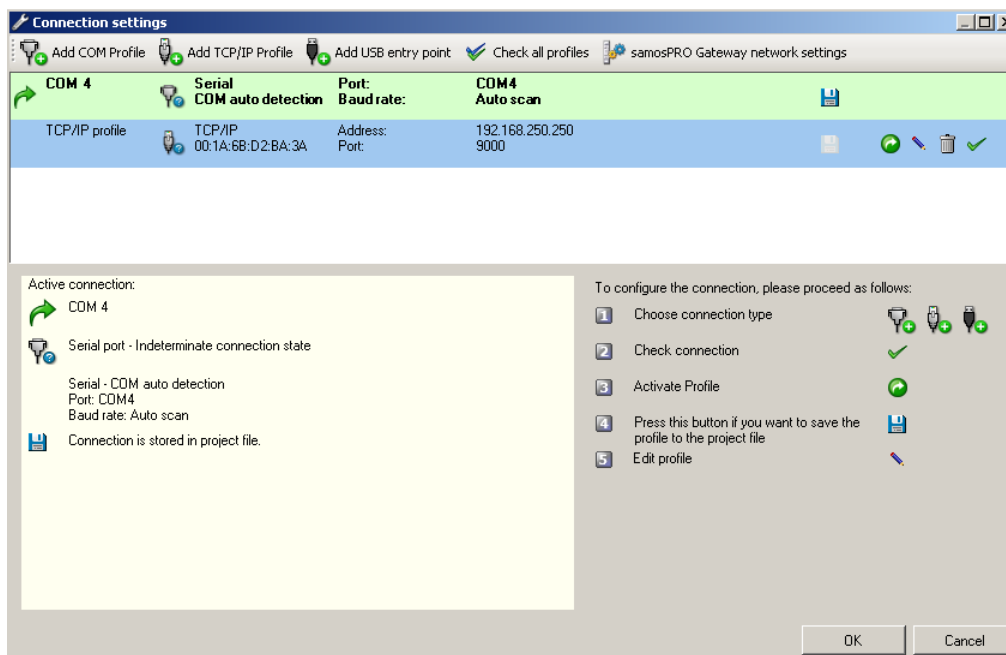 Connection settings
Add COM Profile Add TCP/IP Profile Add USB entry point Check all profiles samosPRO Gateway network settings
COM 4 Serial Port: COM4
COM auto detection Baud rate: Auto scan
TCP/IP profile TCP/IP Address: 192.168.250.250
00:1A:6B:D2:BA:3A Port: 9000
Active connection:
COM 4
Serial port - Indeterminate connection state
Serial - COM auto detection
Port: COM4
Baud rate: Auto scan
Connection is stored in project file.
To configure the connection, please proceed as follows:
1 Choose connection type
2 Check connection
3 Activate Profile
4 Press this button if you want to save the
profile to the project file
5 Edit profile
OK Cancel